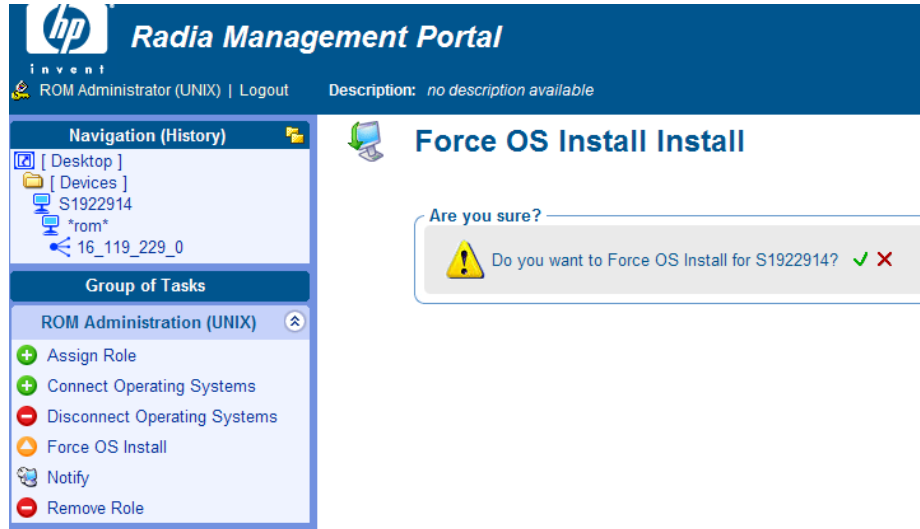 hp
invent
Radia Management Portal
ROM Administrator (UNIX) | Logout
Description: no description available
Navigation (History)
[ Desktop ]
[ Devices ]
S1922914
*rom*
16_119_229_0
Group of Tasks
ROM Administration (UNIX)
Assign Role
Connect Operating Systems
Disconnect Operating Systems
Force OS Install
Notify
Remove Role
Force OS Install Install
Are you sure?
Do you want to Force OS Install for S1922914?